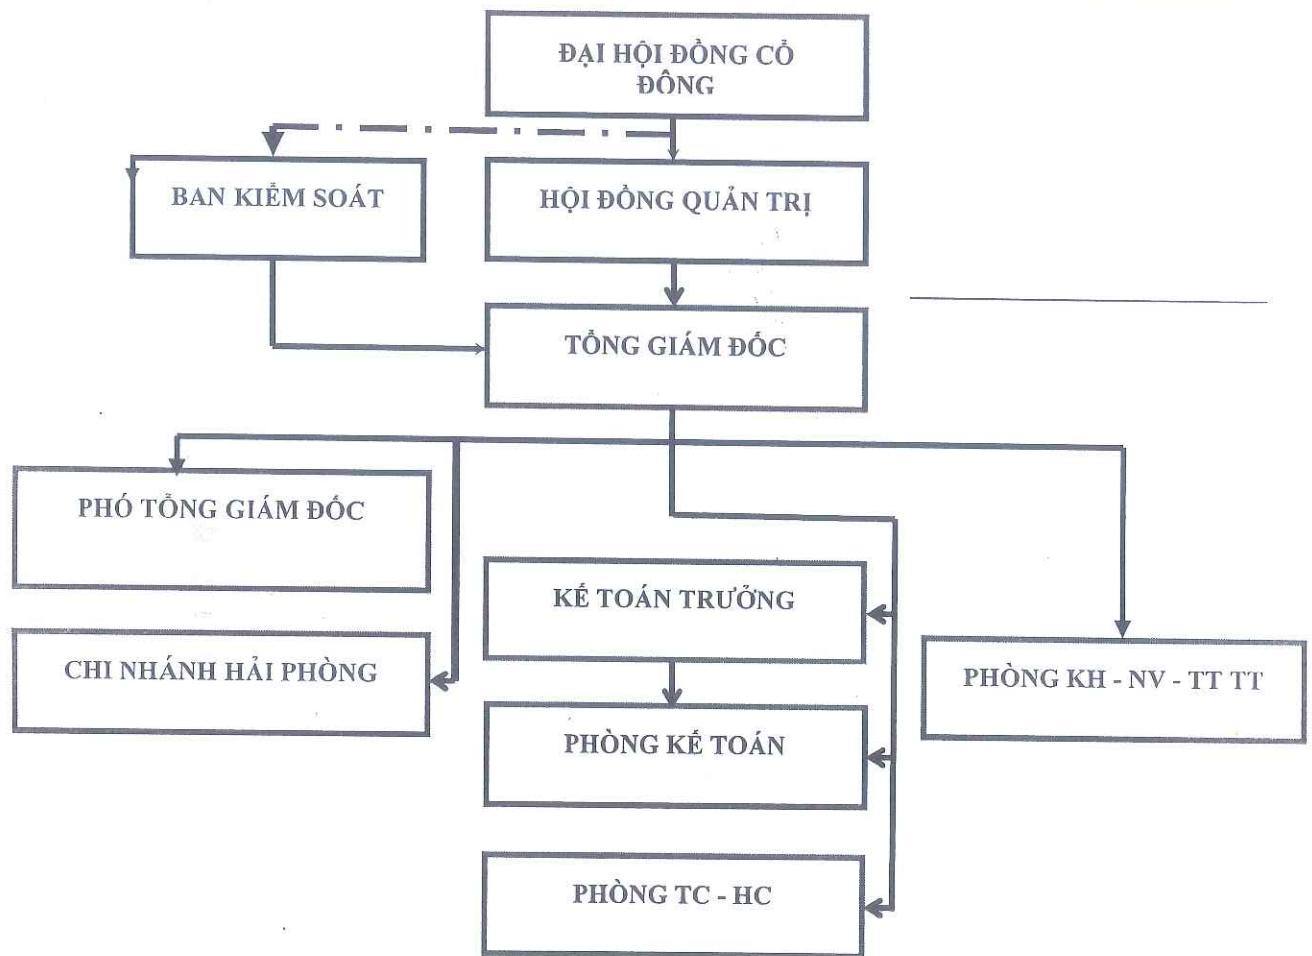 ĐẠI HỘI ĐỒNG CỔ
ĐÔNG
BAN KIỂM SOÁT
HỘI ĐỒNG QUẢN TRỊ
TỔNG GIÁM ĐỐC
PHÓ TỔNG GIÁM ĐỐC
KẾ TOÁN TRƯỞNG
CHI NHÁNH HẢI PHÒNG
PHÒNG KH - NV - TT TT
PHÒNG KẾ TOÁN
PHÒNG TC - HC